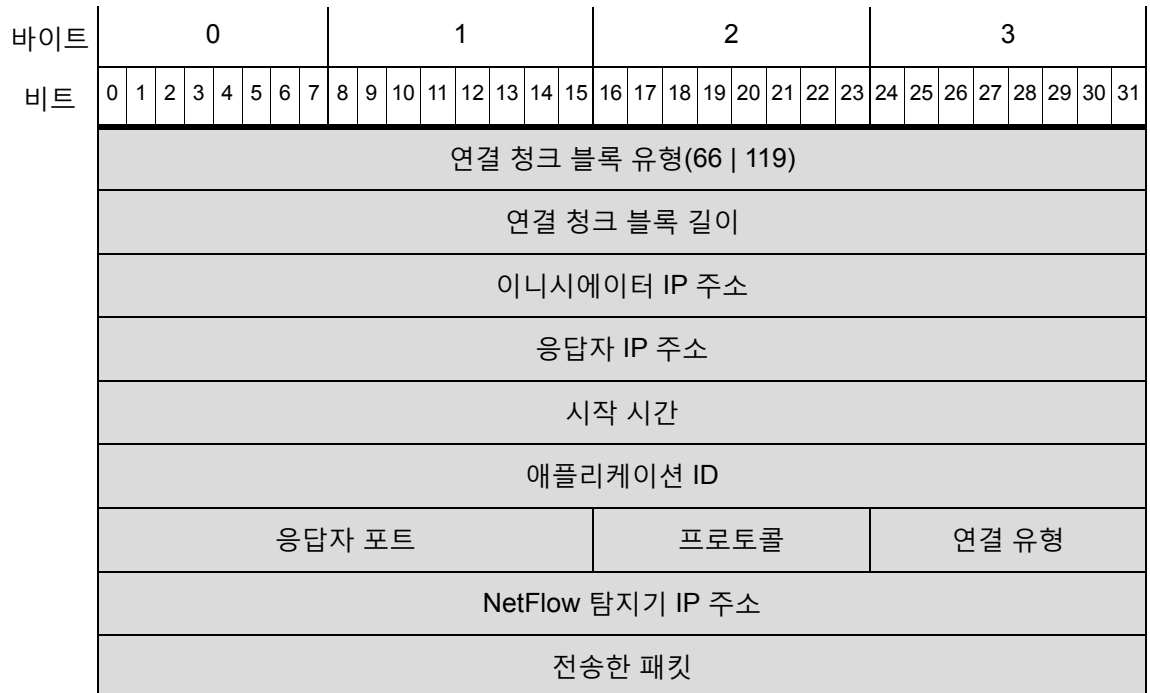 바이트 0 1 2 3
비트 0 1 2 3 4 5 6 7 8 9 10 11 12 13 14 15 16 17 18 19 20 21 22 23 24 25 26 27 28 29 30 31
연결 청크 블록 유형(66 | 119)
연결 청크 블록 길이
이니시에이터 IP 주소
응답자 IP 주소
시작 시간
애플리케이션 ID
응답자 포트 프로토콜 연결 유형
NetFlow 탐지기 IP 주소
전송한 패킷